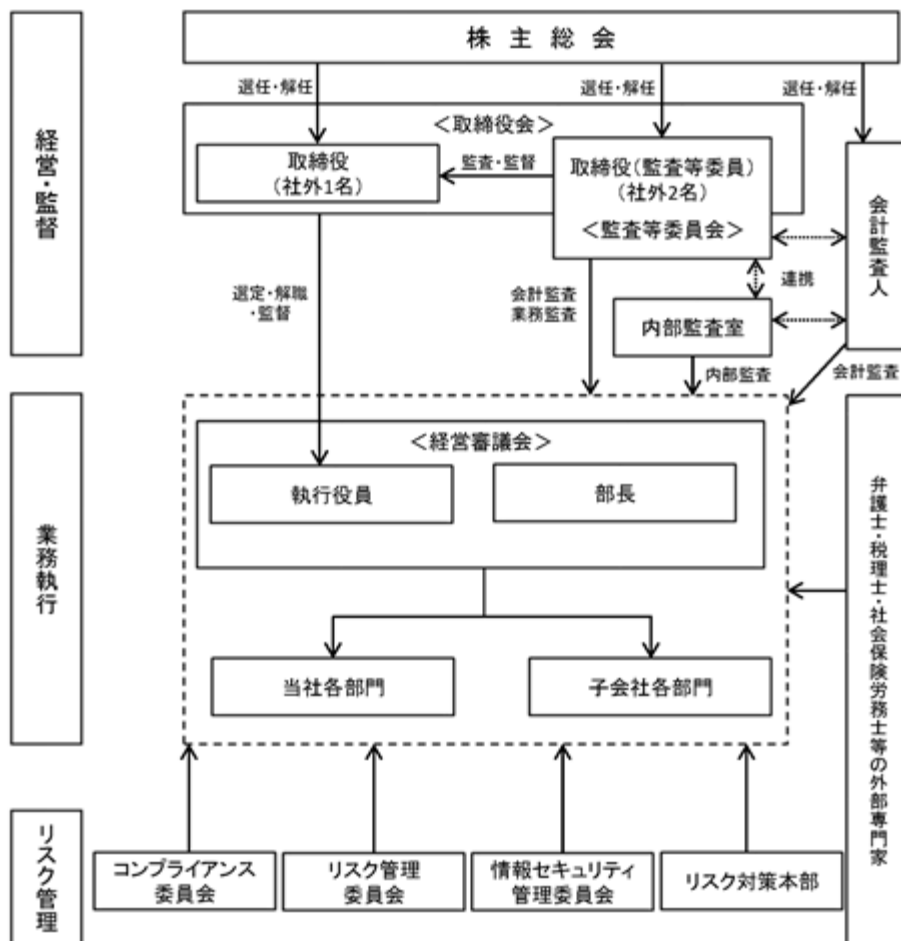 株主総会
選任・解任
選任・解任
選任・解任
経営・監督
＜取締役会＞
取締役
（社外1名）
監査・監督
取締役（監査等委員）
（社外2名）
＜監査等委員会＞
会計監査人
選定・解職
・監督
会計監査
業務監査
連携
内部監査室
内部監査
会計監査
業務執行
＜経営審議会＞
執行役員
部長
当社各部門
子会社各部門
弁護士・税理士・社会保険労務士等の外部専門家
リスク管理
コンプライアンス
委員会
リスク管理
委員会
情報セキュリティ
管理委員会
リスク対策本部